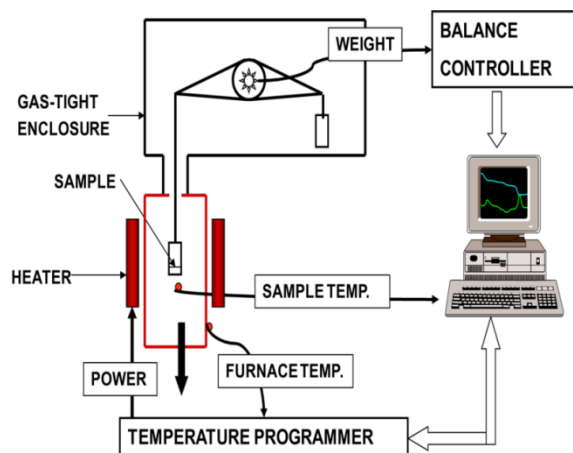 WEIGHT
BALANCE
CONTROLLER
GAS-TIGHT
ENCLOSURE
SAMPLE
HEATER
SAMPLE TEMP.
POWER
FURNACE TEMP.
TEMPERATURE PROGRAMMER